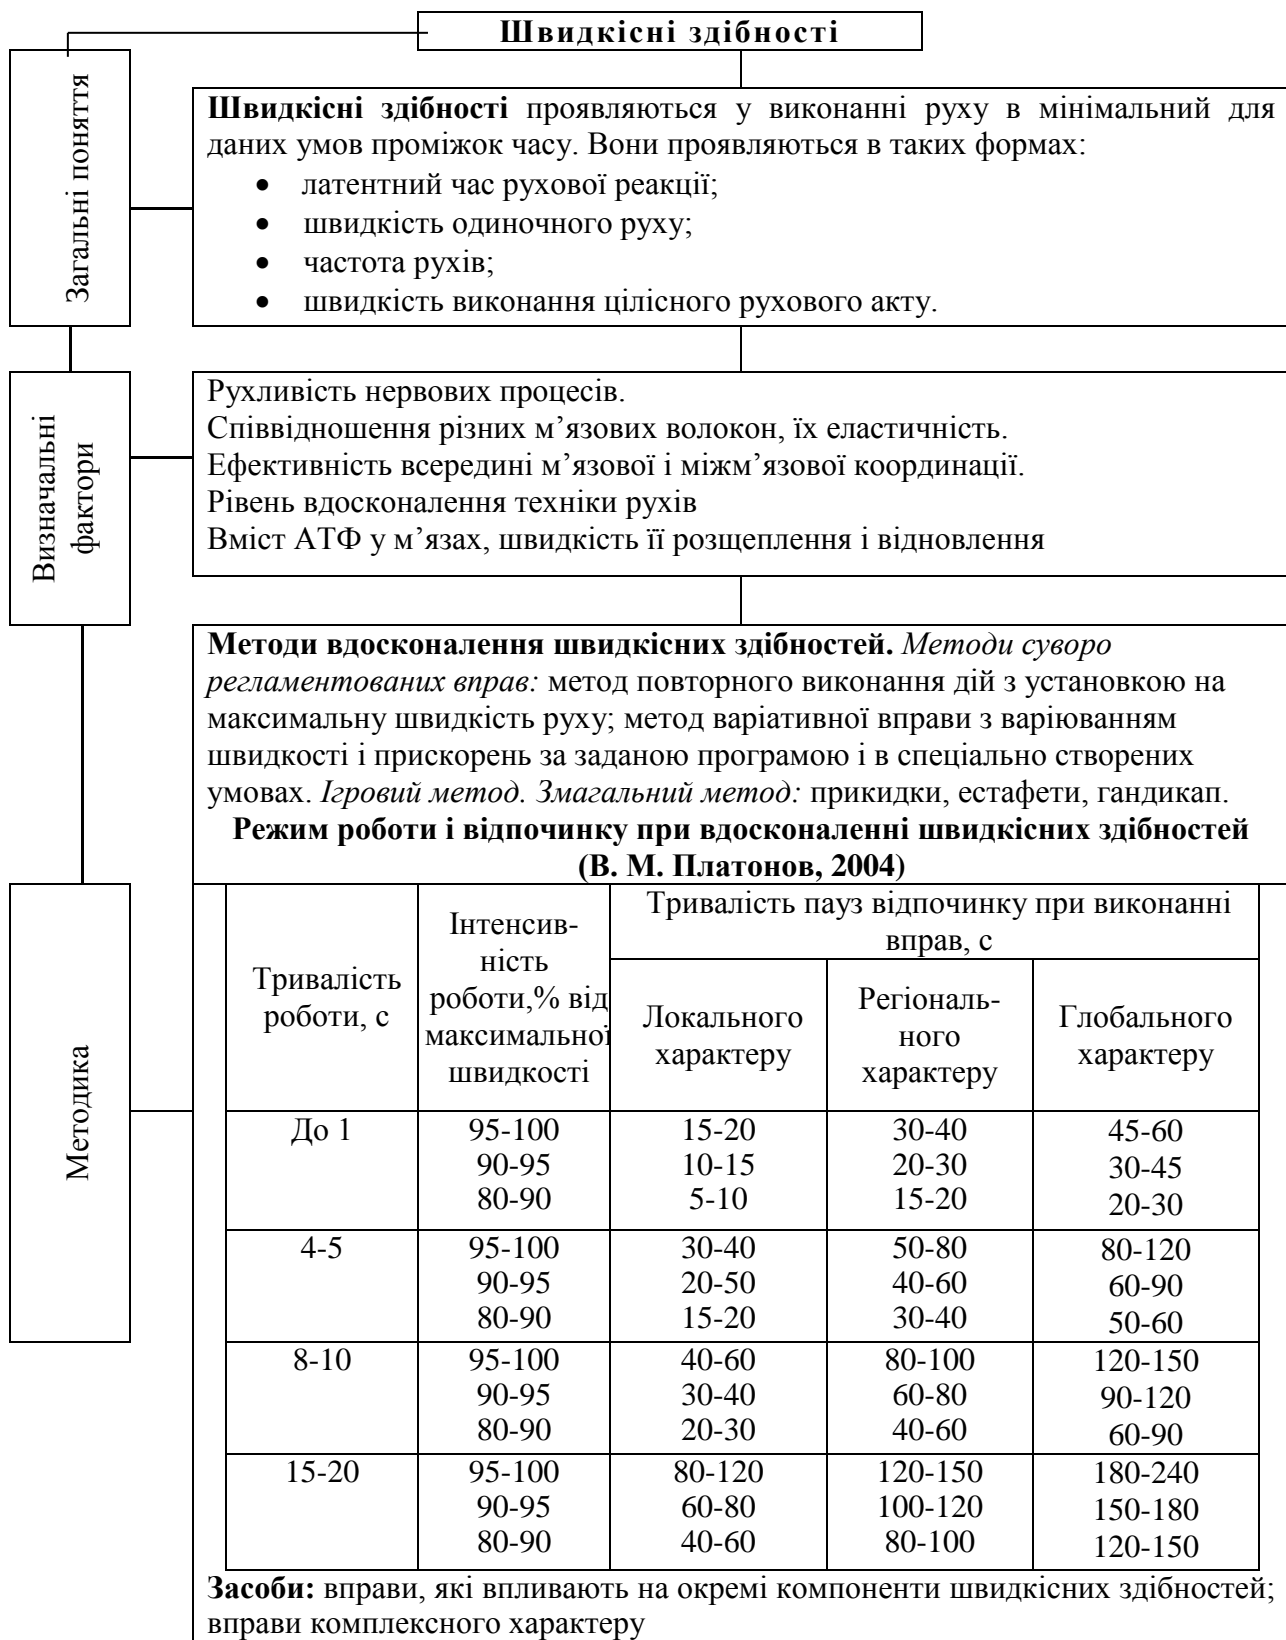 Швидкісні здібності
Загальні поняття
Швидкісні здібності проявляються у виконанні руху в мінімальний для
даних умов проміжок часу. Вони проявляються в таких формах:
• латентний час рухової реакції;
• швидкість одиночного руху;
• частота рухів;
• швидкість виконання цілісного рухового акту.
Визначальні
фактори
Рухливість нервових процесів.
Співвідношення різних м’язових волокон, їх еластичність.
Ефективність всередині м’язової і міжм’язової координації.
Рівень вдосконалення техніки рухів
Вміст АТФ у м’язах, швидкість її розщеплення і відновлення
Методика
Методи вдосконалення швидкісних здібностей. Методи суворо
регламентованих вправ: метод повторного виконання дій з установкою на
максимальну швидкість руху; метод варіативної вправи з варіюванням
швидкості і прискорень за заданою програмою і в спеціально створених
умовах. Ігровий метод. Змагальний метод: прикидки, естафети, гандикап.
Режим роботи і відпочинку при вдосконаленні швидкісних здібностей
(В. М. Платонов, 2004)
Тривалість
роботи, с
Інтенсив-
ність
роботи,% від
максимальної
швидкості
Тривалість пауз відпочинку при виконанні
вправ, с
Локального
характеру
Регіональ-
ного
характеру
Глобального
характеру
До 1 95-100 15-20 30-40 45-60
90-95 10-15 20-30 30-45
80-90 5-10 15-20 20-30
4-5 95-100 30-40 50-80 80-120
90-95 20-50 40-60 60-90
80-90 15-20 30-40 50-60
8-10 95-100 40-60 80-100 120-150
90-95 30-40 60-80 90-120
80-90 20-30 40-60 60-90
15-20 95-100 80-120 120-150 180-240
90-95 60-80 100-120 150-180
80-90 40-60 80-100 120-150
Засоби: вправи, які впливають на окремі компоненти швидкісних здібностей;
вправи комплексного характеру